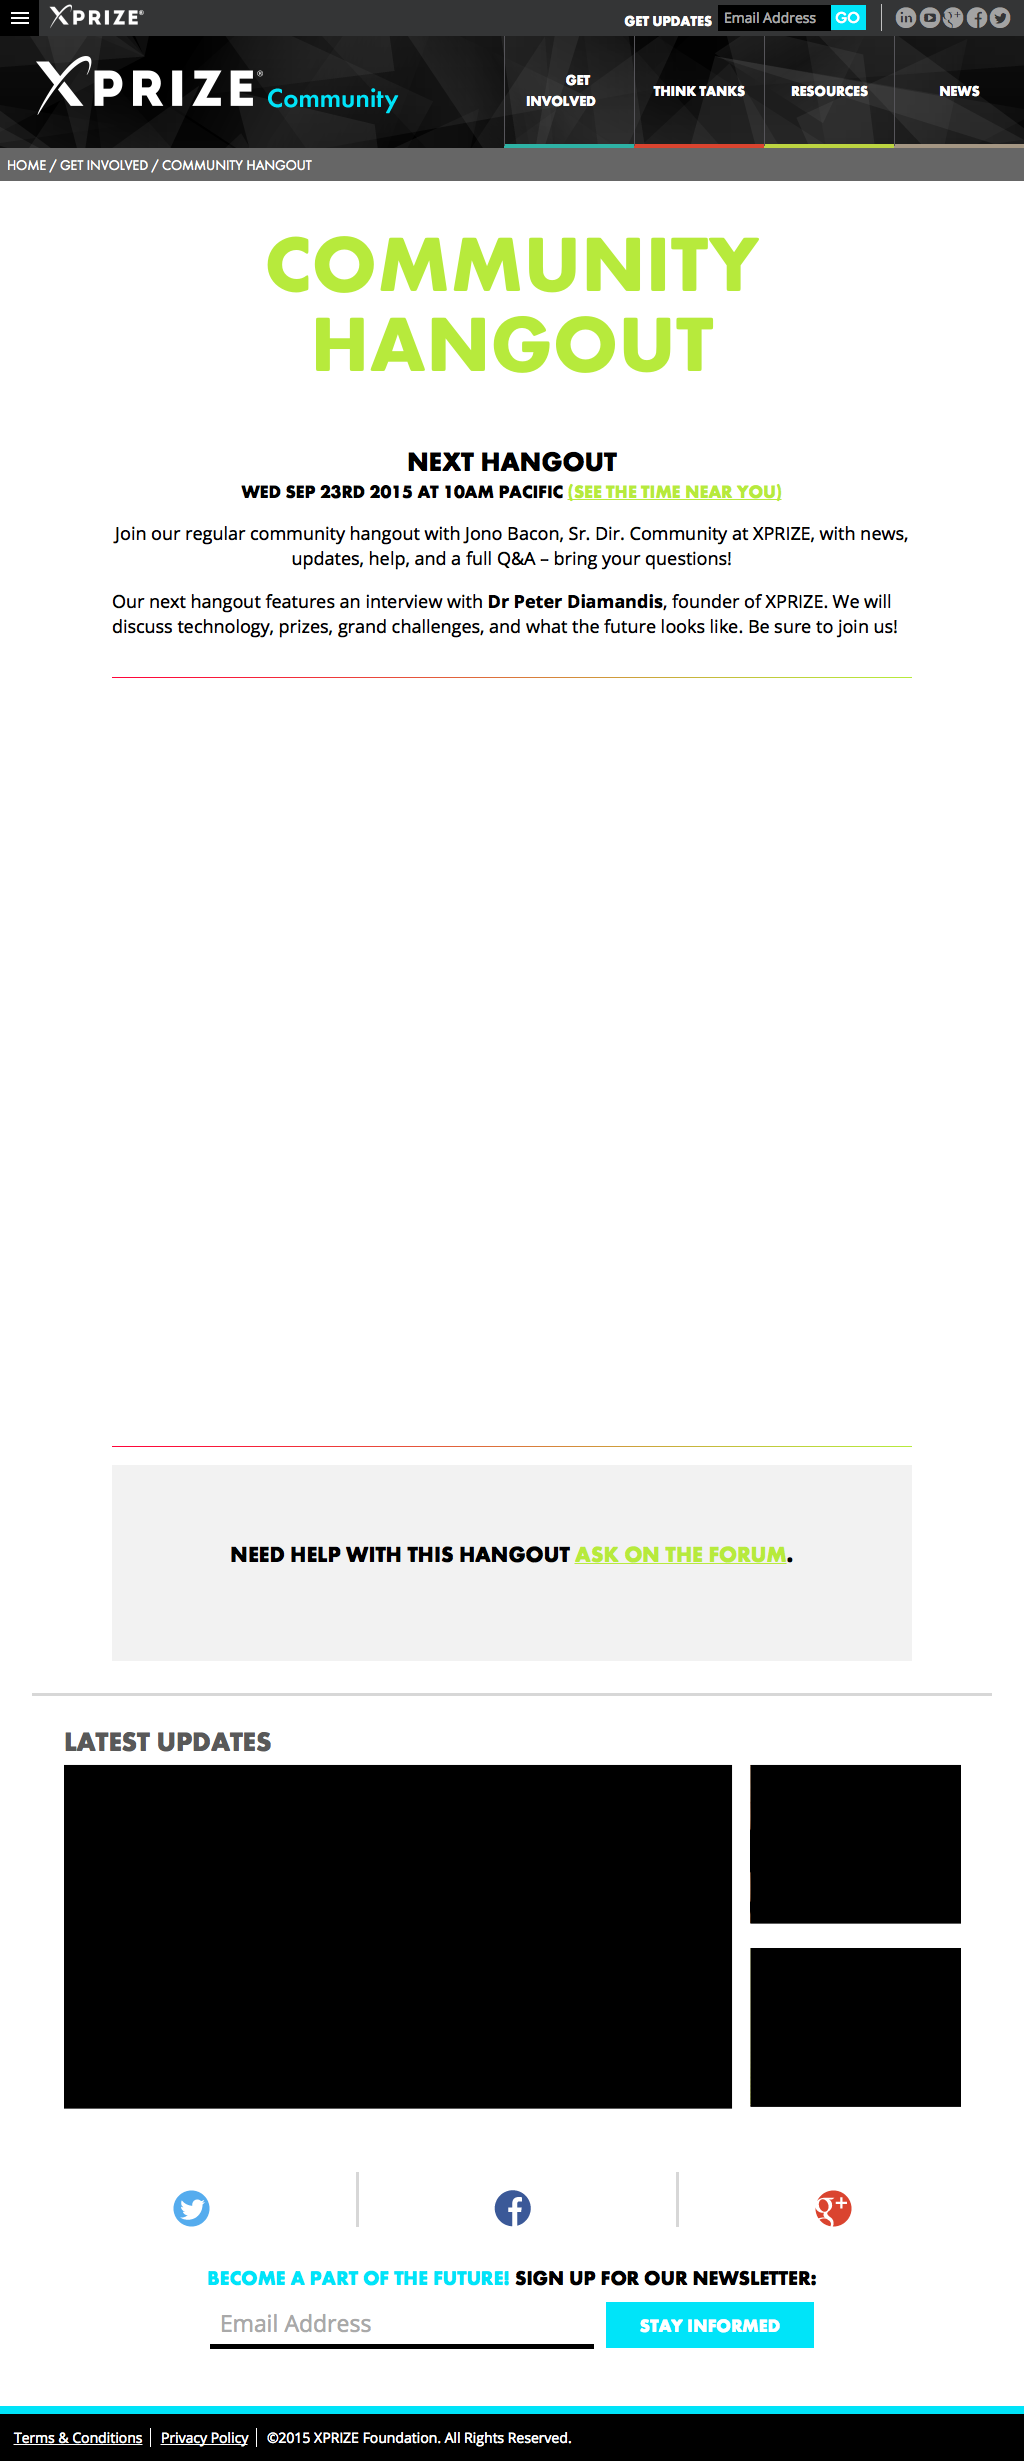 XPRIZE®
GET UPDATES Email Address GO
XPRIZE® Community
GET INVOLVED
THINK TANKS
RESOURCES
NEWS
HOME / GET INVOLVED / COMMUNITY HANGOUT
COMMUNITY
HANGOUT
NEXT HANGOUT
WED SEP 23RD 2015 AT 10AM PACIFIC (SEE THE TIME NEAR YOU)
Join our regular community hangout with Jono Bacon, Sr. Dir. Community at XPRIZE, with news,
updates, help, and a full Q&A – bring your questions!
Our next hangout features an interview with Dr Peter Diamandis, founder of XPRIZE. We will
discuss technology, prizes, grand challenges, and what the future looks like. Be sure to join us!
NEED HELP WITH THIS HANGOUT ASK ON THE FORUM.
LATEST UPDATES
BECOME A PART OF THE FUTURE! SIGN UP FOR OUR NEWSLETTER:
Email Address STAY INFORMED
Terms & Conditions Privacy Policy ©2015 XPRIZE Foundation. All Rights Reserved.